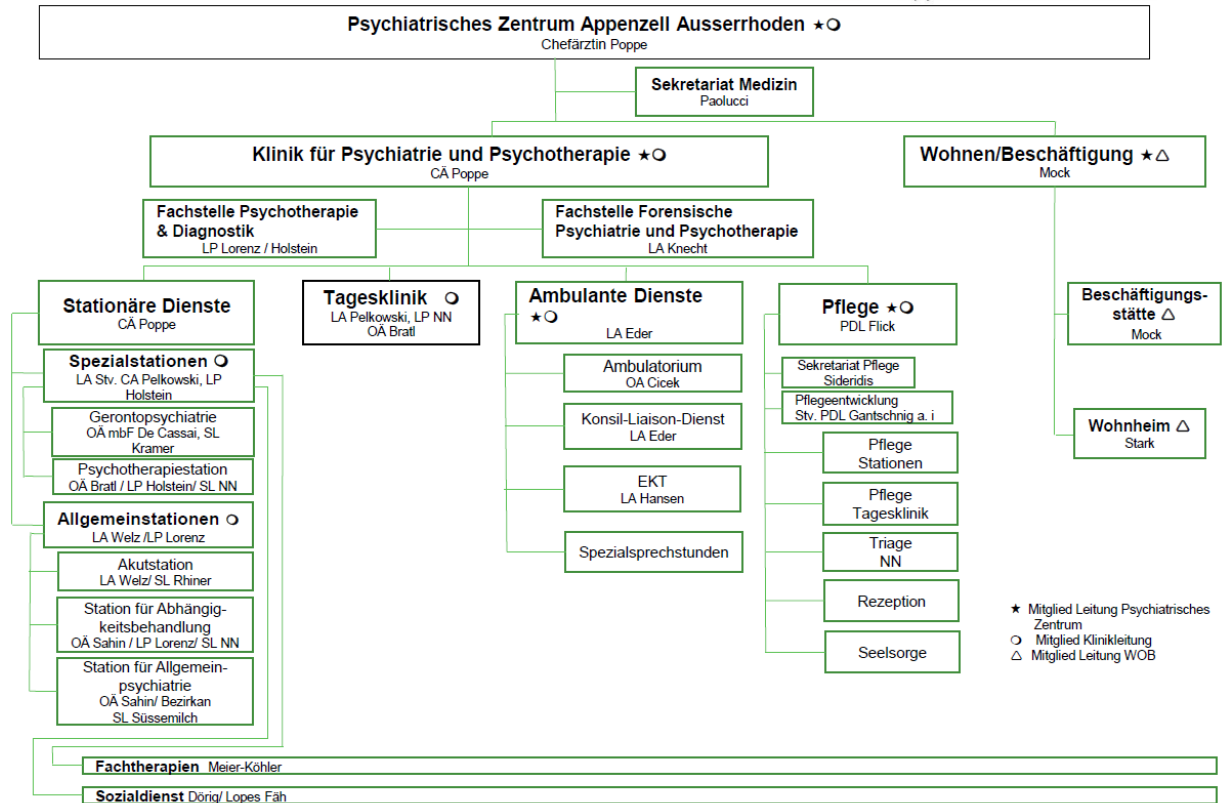 Psychiatrisches Zentrum Appenzell Ausserrhoden ★○
Chefärztin Poppe
Sekretariat Medizin
Paolucci
Klinik für Psychiatrie und Psychotherapie ★○
CÄ Poppe
Wohnen/Beschäftigung ★△
Mock
Fachstelle Psychotherapie
& Diagnostik
LP Lorenz / Holstein
Fachstelle Forensische
Psychiatrie und Psychotherapie
LA Knecht
Stationäre Dienste
CÄ Poppe
Tagesklinik ○
LA Pelkowski, LP NN
OÄ Bratl
Ambulante Dienste
★○
LA Eder
Pflege ★○
PDL Flick
Beschäftigungs-
stätte △
Mock
Spezialstationen ○
LA Stv. CA Pelkowski, LP
Holstein
Gerontopsychiatrie
OÄ mbF De Cassai, SL
Kramer
Psychotherapiestation
OÄ Bratl / LP Holstein/ SL NN
Allgemeinstationen ○
LA Welz /LP Lorenz
Akutstation
LA Welz/ SL Rhiner
Station für Abhängig-
keitsbehandlung
OÄ Sahin / LP Lorenz/ SL NN
Station für Allgemein-
psychiatrie
OÄ Sahin/ Bezirkan
SL Süssemilch
Ambulatorium
OA Cicek
Konsil-Liaison-Dienst
LA Eder
EKT
LA Hansen
Spezialsprechstunden
Sekretariat Pflege
Sideridis
Pflegeentwicklung
Stv. PDL Gantschnig a. i
Pflege
Stationen
Pflege
Tagesklinik
Triage
NN
Rezeption
Seelsorge
Wohnheim △
Stark
★ Mitglied Leitung Psychiatrisches
Zentrum
○ Mitglied Klinikleitung
△ Mitglied Leitung WOB
Fachtherapien Meier-Köhler
Sozialdienst Dörig/ Lopes Fäh